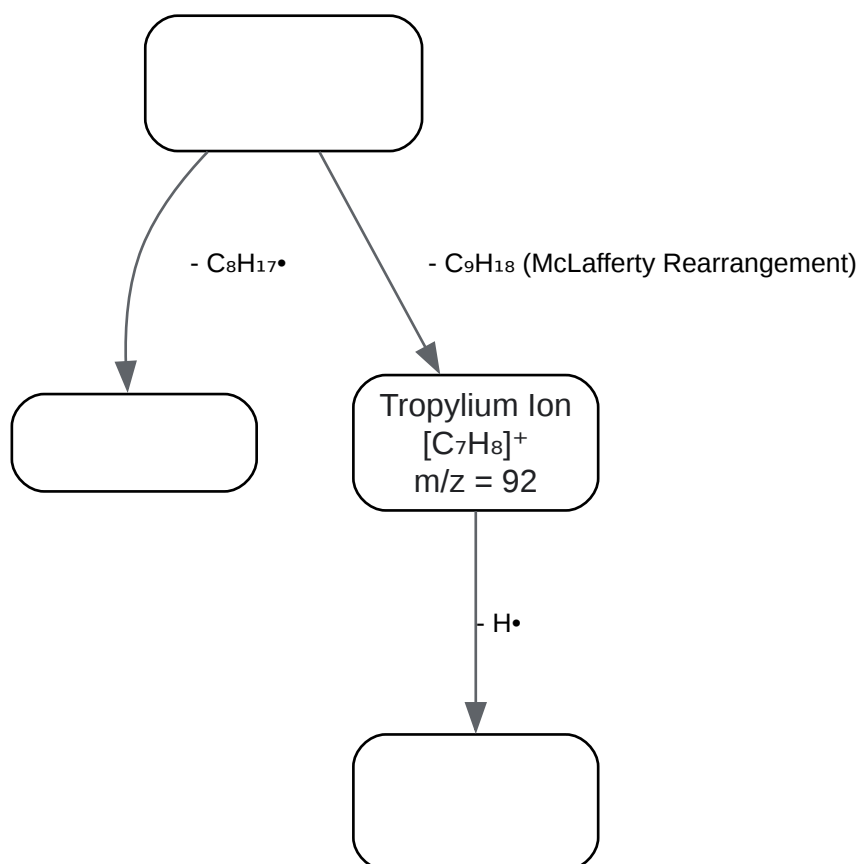 - C₈H₁₇•
- C₉H₁₈ (McLafferty Rearrangement)
Tropylium Ion
[C₇H₈]⁺
m/z = 92
- H•